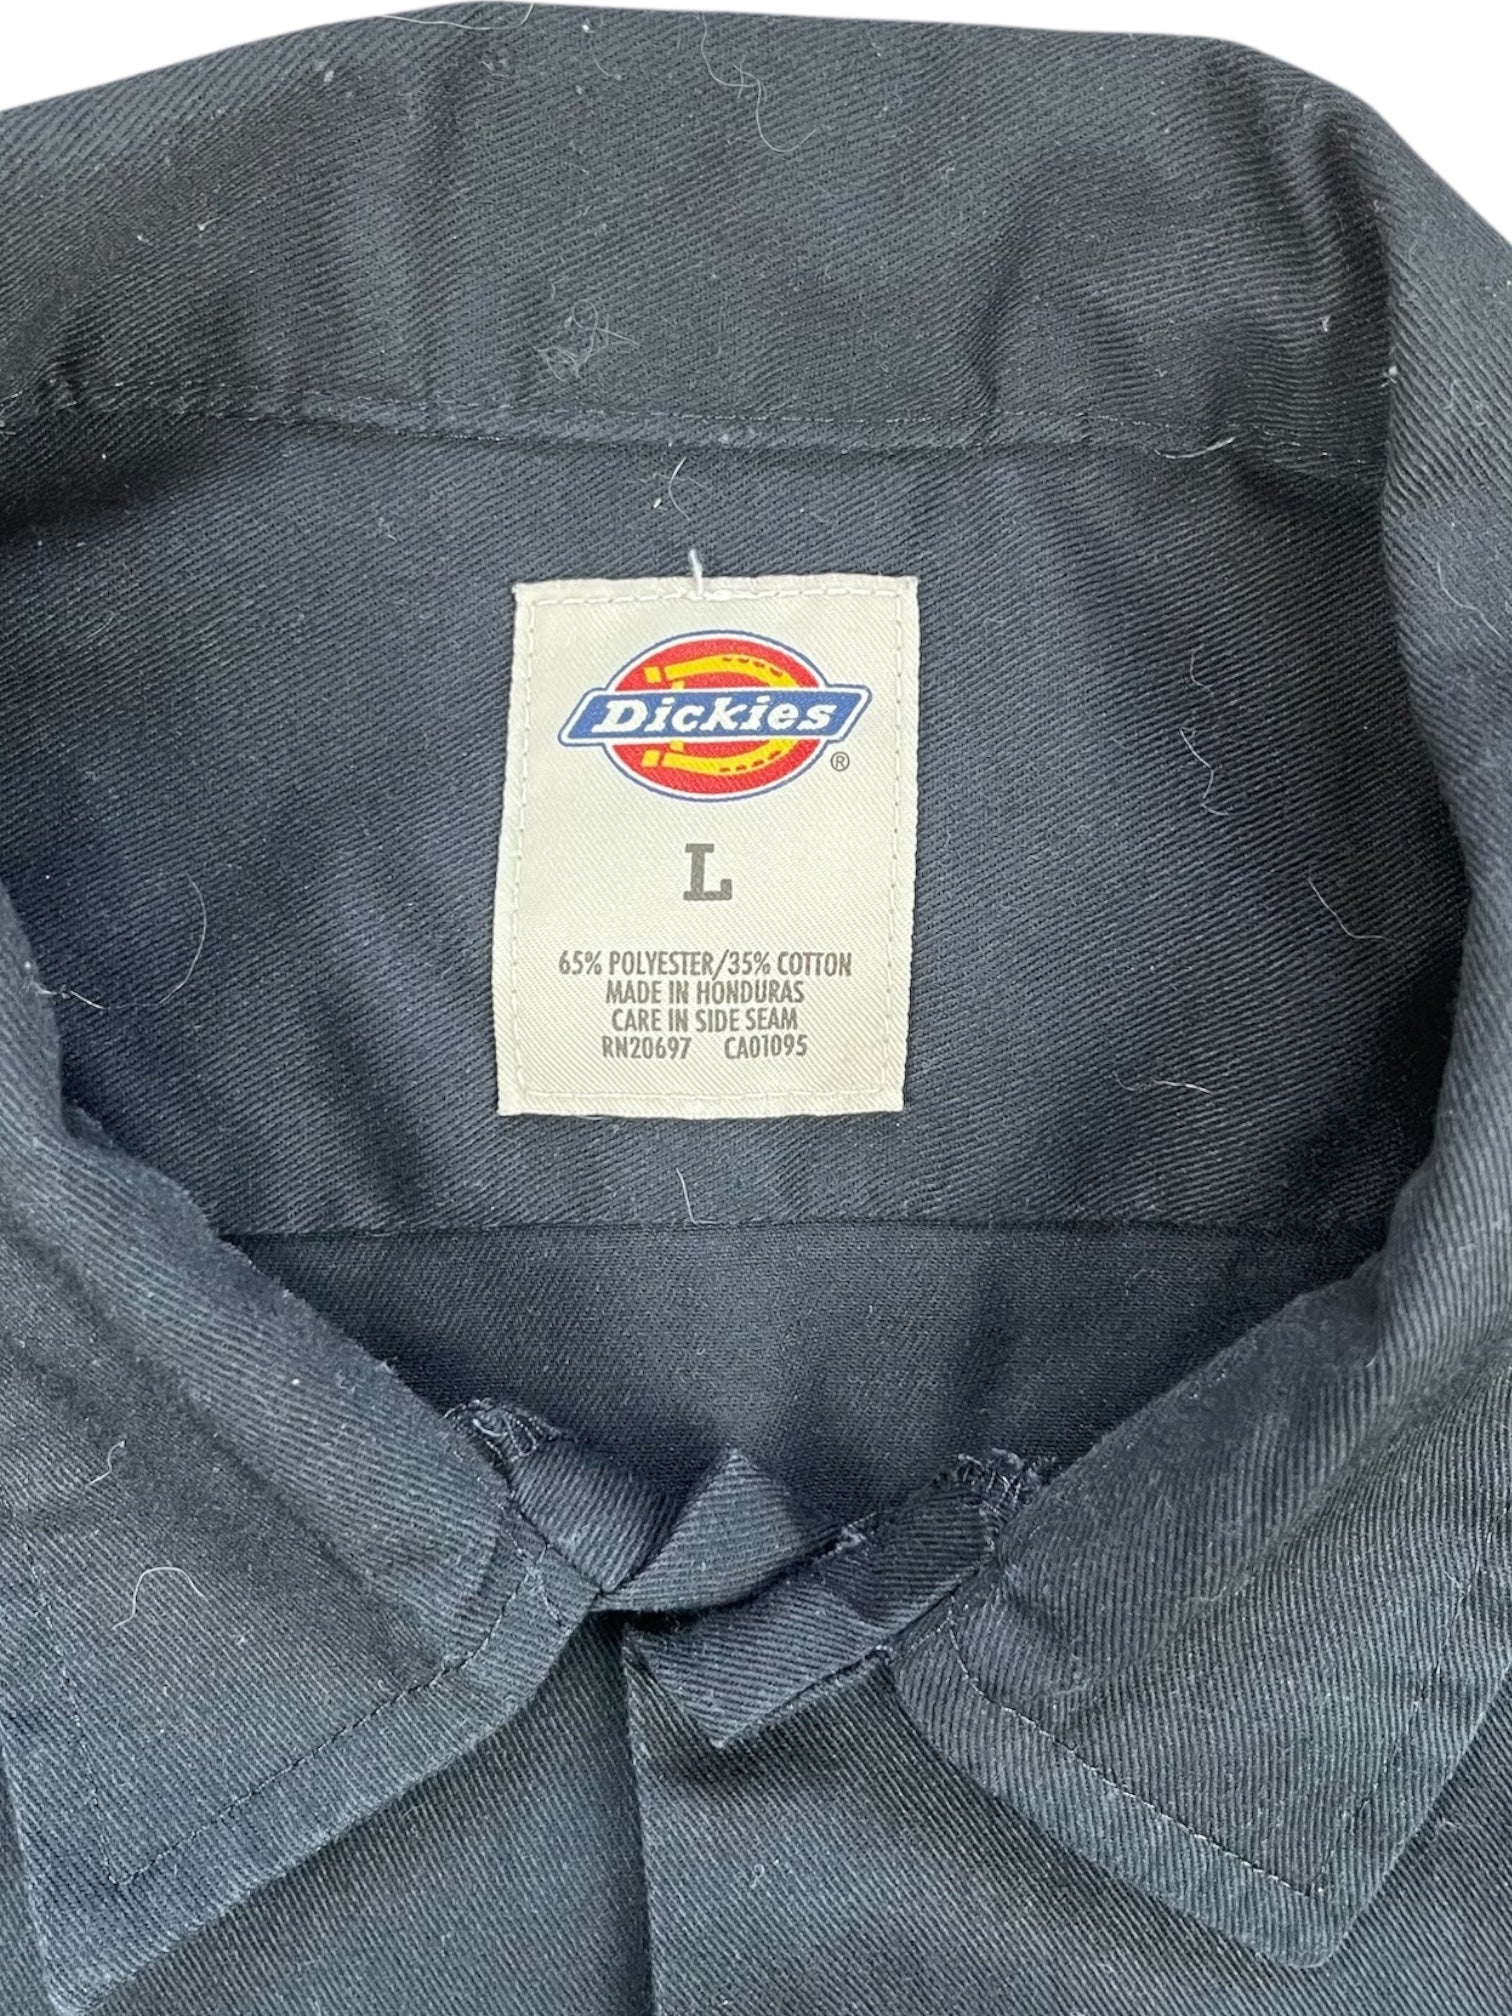 Dickies
®
L
65% POLYESTER/35% COTTON
MADE IN HONDURAS
CARE IN SIDE SEAM
RN20697 CA01095